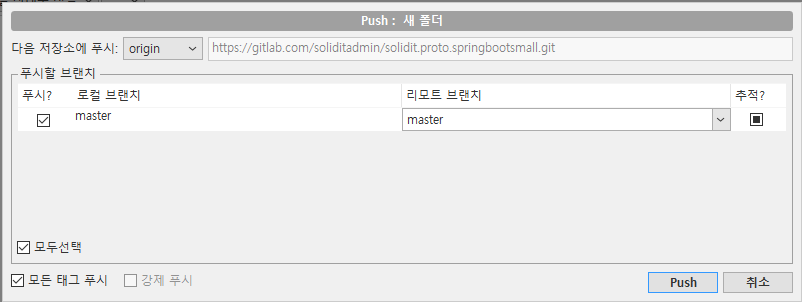 Push : 새 폴더
다음 저장소에 푸시: origin https://gitlab.com/soliditadmin/solidit.proto.springbootsmall.git
푸시할 브랜치
푸시? 로컬 브랜치 리모트 브랜치 추적?
master master
모두선택
모든 태그 푸시 강제 푸시 Push 취소